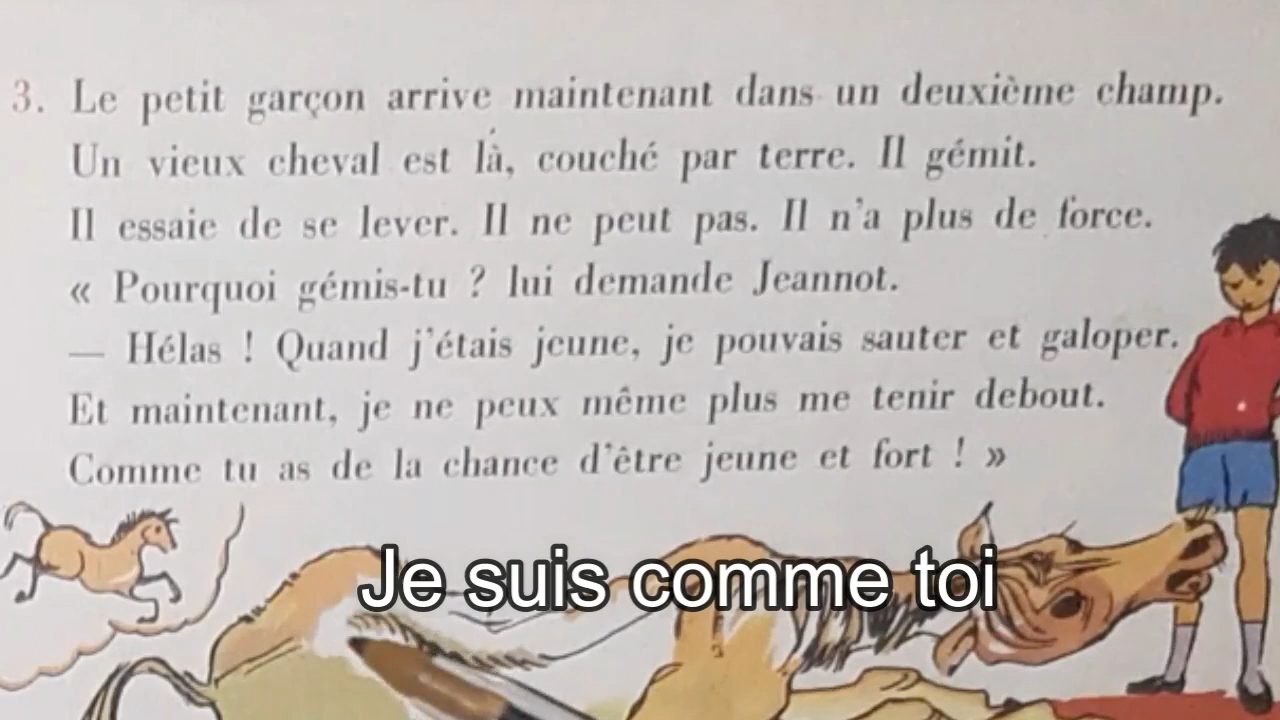 3. Le petit garçon arrive maintenant dans un deuxième champ.
Un vieux cheval est là, couché par terre. Il gémit.
Il essaie de se lever. Il ne peut pas. Il n'a plus de force.
« Pourquoi gémis-tu ? lui demande Jeannot.
— Hélas ! Quand j'étais jeune, je pouvais sauter et galoper.
Et maintenant, je ne peux même plus me tenir debout.
Comme tu as de la chance d'être jeune et fort ! »
Je suis comme toi